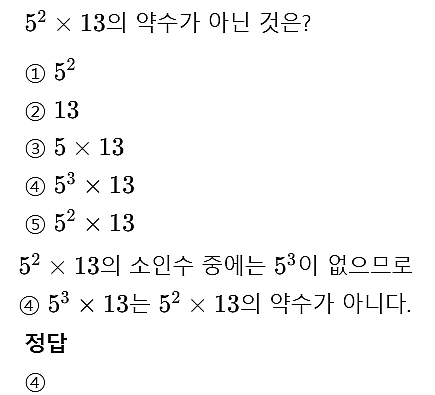 5² × 13의 약수가 아닌 것은?
① 5²
② 13
③ 5 × 13
④ 5³ × 13
⑤ 5² × 13
5² × 13의 소인수 중에는 5³이 없으므로
④ 5³ × 13는 5² × 13의 약수가 아니다.
정답
④